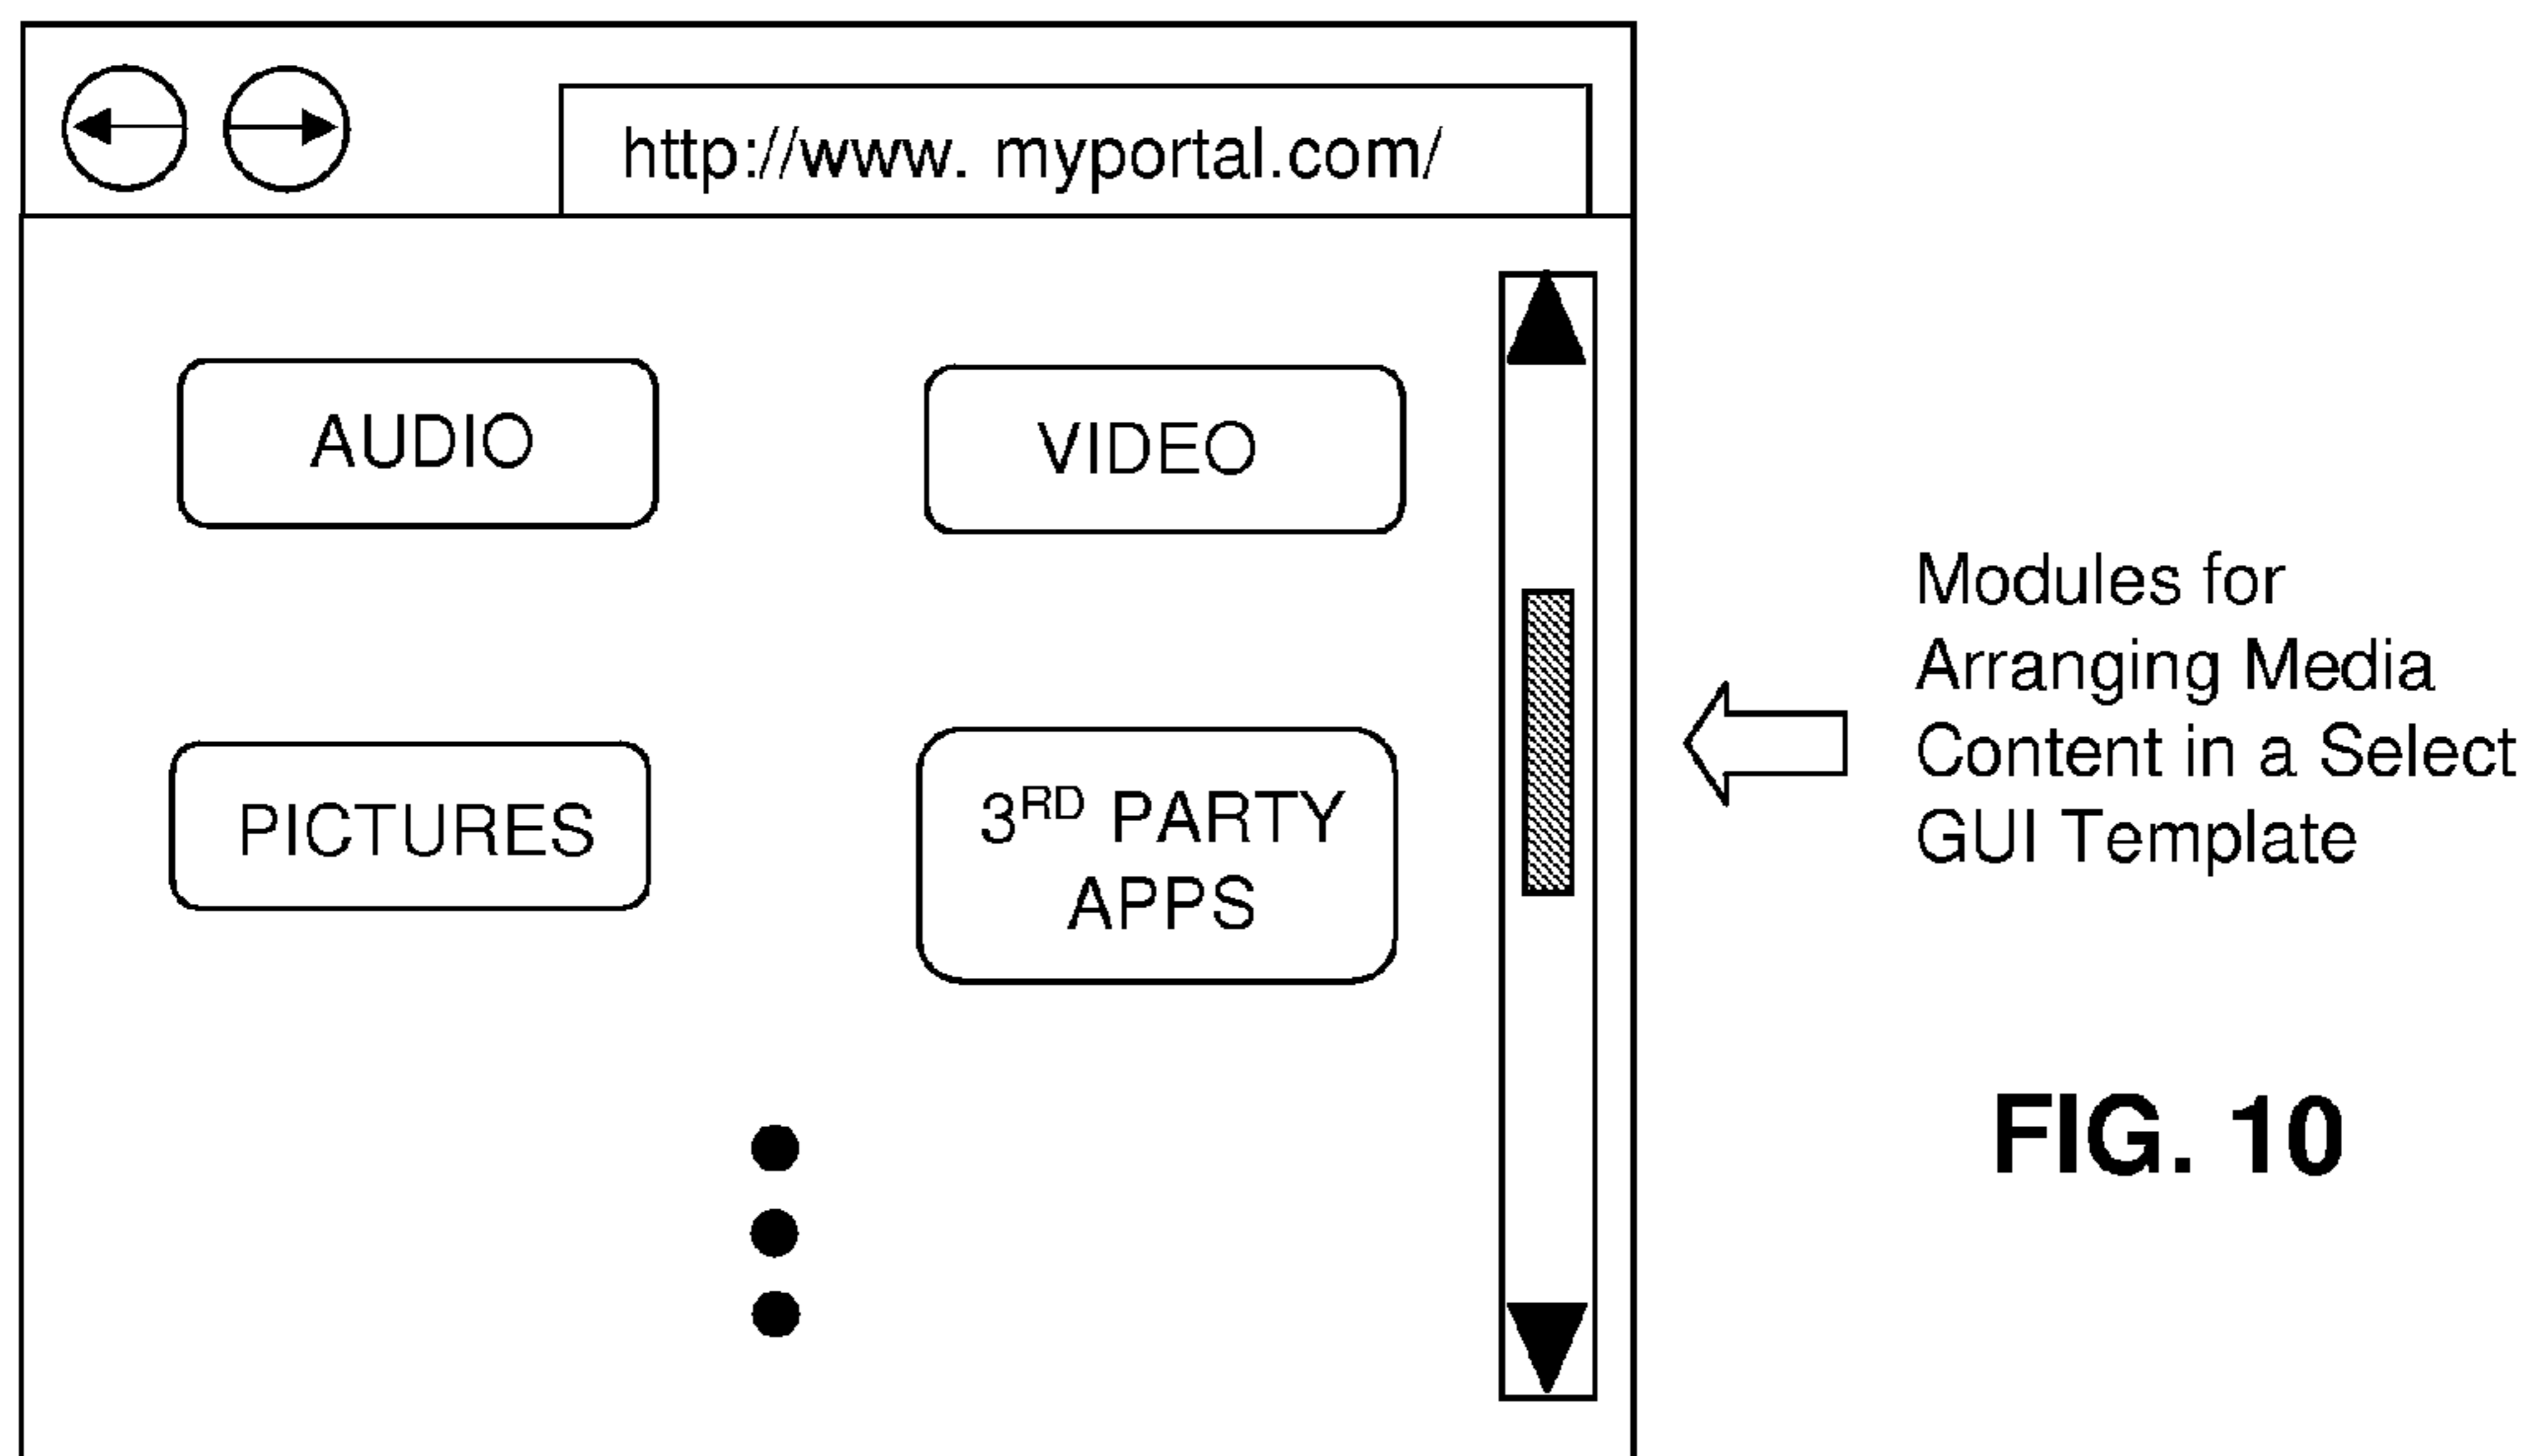 http://www. myportal.com/
AUDIO
VIDEO
PICTURES
3RD PARTY
APPS
Modules for
Arranging Media
Content in a Select
GUI Template
FIG. 10